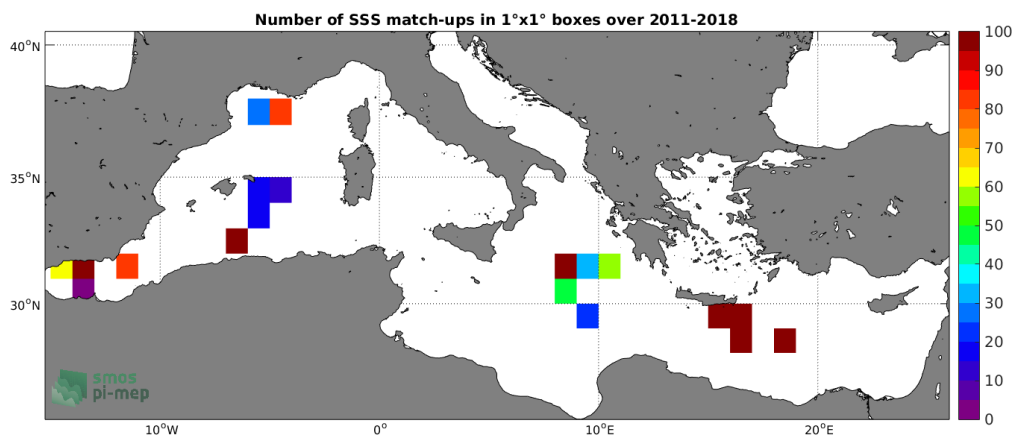 Number of SSS match-ups in 1°x1° boxes over 2011-2018
40°N
35°N
30°N
10°W
0°
10°E
20°E
100
90
80
70
60
50
40
30
20
10
0
smos
pi-mep